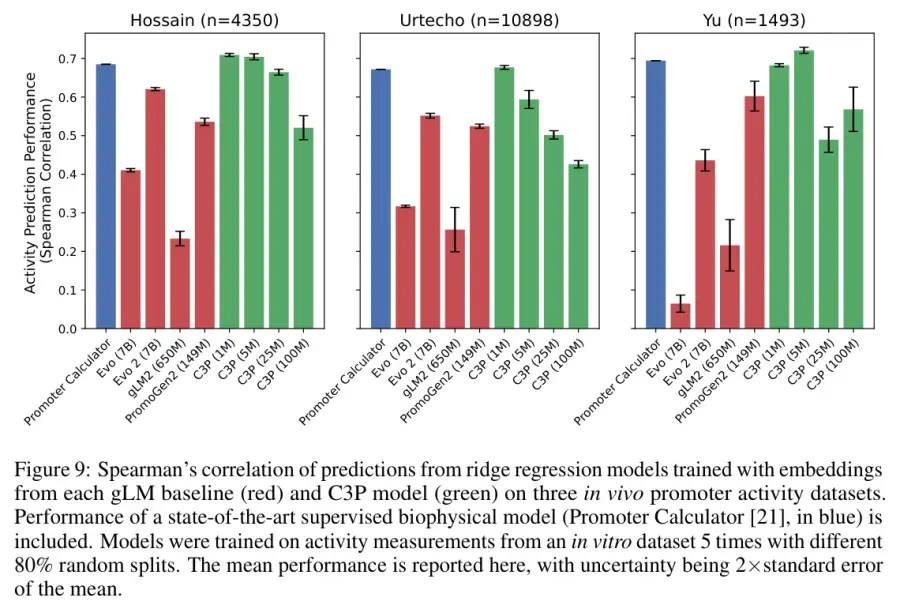 Hossain (n=4350)
Urtecho (n=10898)
Yu (n=1493)
Activity Prediction Performance
(Spearman Correlation)
0.7
0.6
0.5
0.4
0.3
0.2
0.1
0.0
Promoter Calculator
Evo (7B)
Evo 2 (7B)
gLM2 (650M)
PromoGen2 (149M)
C3P (1M)
C3P (5M)
C3P (25M)
C3P (100M)
Promoter Calculator
Evo (7B)
Evo 2 (7B)
gLM2 (650M)
PromoGen2 (149M)
C3P (1M)
C3P (5M)
C3P (25M)
C3P (100M)
Promoter Calculator
Evo (7B)
Evo 2 (7B)
gLM2 (650M)
PromoGen2 (149M)
C3P (1M)
C3P (5M)
C3P (25M)
C3P (100M)
Figure 9: Spearman's correlation of predictions from ridge regression models trained with embeddings
from each gLM baseline (red) and C3P model (green) on three in vivo promoter activity datasets.
Performance of a state-of-the-art supervised biophysical model (Promoter Calculator [21], in blue) is
included. Models were trained on activity measurements from an in vitro dataset 5 times with different
80% random splits. The mean performance is reported here, with uncertainty being 2×standard error
of the mean.